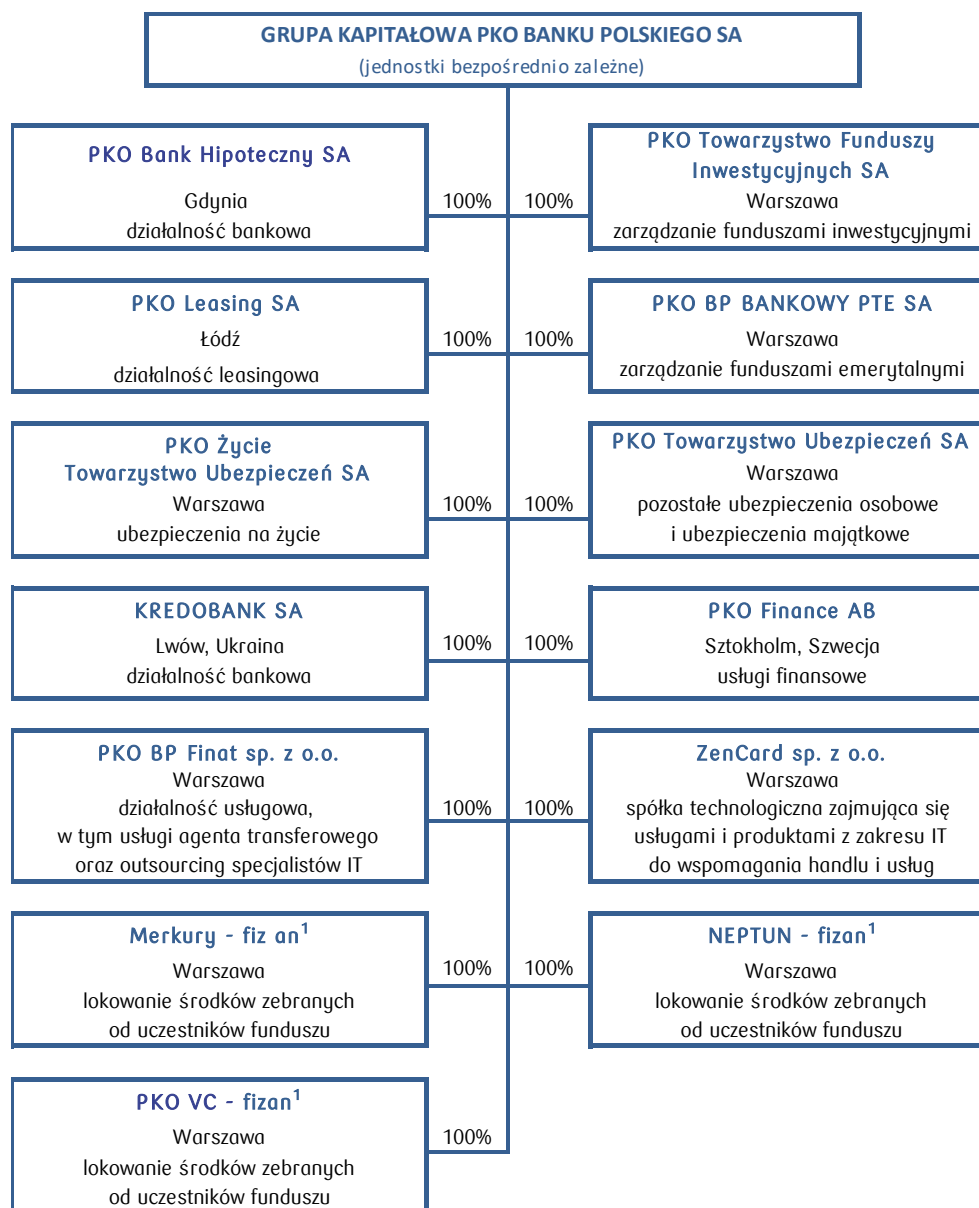 GRUPA KAPITAŁOWA PKO BANKU POLSKIEGO SA
(jednostki bezpośrednio zależne)
PKO Bank Hipoteczny SA
Gdynia
działalność bankowa
100%
100%
PKO Towarzystwo Funduszy
Inwestycyjnych SA
Warszawa
zarządzanie funduszami inwestycyjnymi
PKO Leasing SA
Łódź
działalność leasingowa
100%
100%
PKO BP BANKOWY PTE SA
Warszawa
zarządzanie funduszami emerytalnymi
PKO Życie
Towarzystwo Ubezpieczeń SA
Warszawa
ubezpieczenia na życie
100%
100%
PKO Towarzystwo Ubezpieczeń SA
Warszawa
pozostałe ubezpieczenia osobowe
i ubezpieczenia majątkowe
KREDOBANK SA
Lwów, Ukraina
działalność bankowa
100%
100%
PKO Finance AB
Sztokholm, Szwecja
usługi finansowe
PKO BP Finat sp. z o.o.
Warszawa
działalność usługowa,
w tym usługi agenta transferowego
oraz outsourcing specjalistów IT
100%
100%
ZenCard sp. z o.o.
Warszawa
spółka technologiczna zajmująca się
usługami i produktami z zakresu IT
do wspomagania handlu i usług
Merkury - fiz an¹
Warszawa
lokowanie środków zebranych
od uczestników funduszu
100%
100%
NEPTUN - fizan¹
Warszawa
lokowanie środków zebranych
od uczestników funduszu
PKO VC - fizan¹
Warszawa
lokowanie środków zebranych
od uczestników funduszu
100%